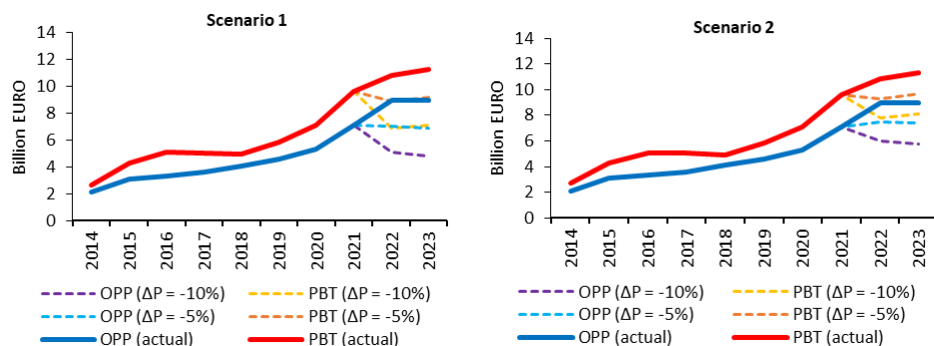 Scenario 1
Billion EURO
14
12
10
8
6
4
2
0
2014
2015
2016
2017
2018
2019
2020
2021
2022
2023
OPP (ΔP = -10%)
PBT (ΔP = -10%)
OPP (ΔP = -5%)
PBT (ΔP = -5%)
OPP (actual)
PBT (actual)
Scenario 2
Billion EURO
14
12
10
8
6
4
2
0
2014
2015
2016
2017
2018
2019
2020
2021
2022
2023
OPP (ΔP = -10%)
PBT (ΔP = -10%)
OPP (ΔP = -5%)
PBT (ΔP = -5%)
OPP (actual)
PBT (actual)